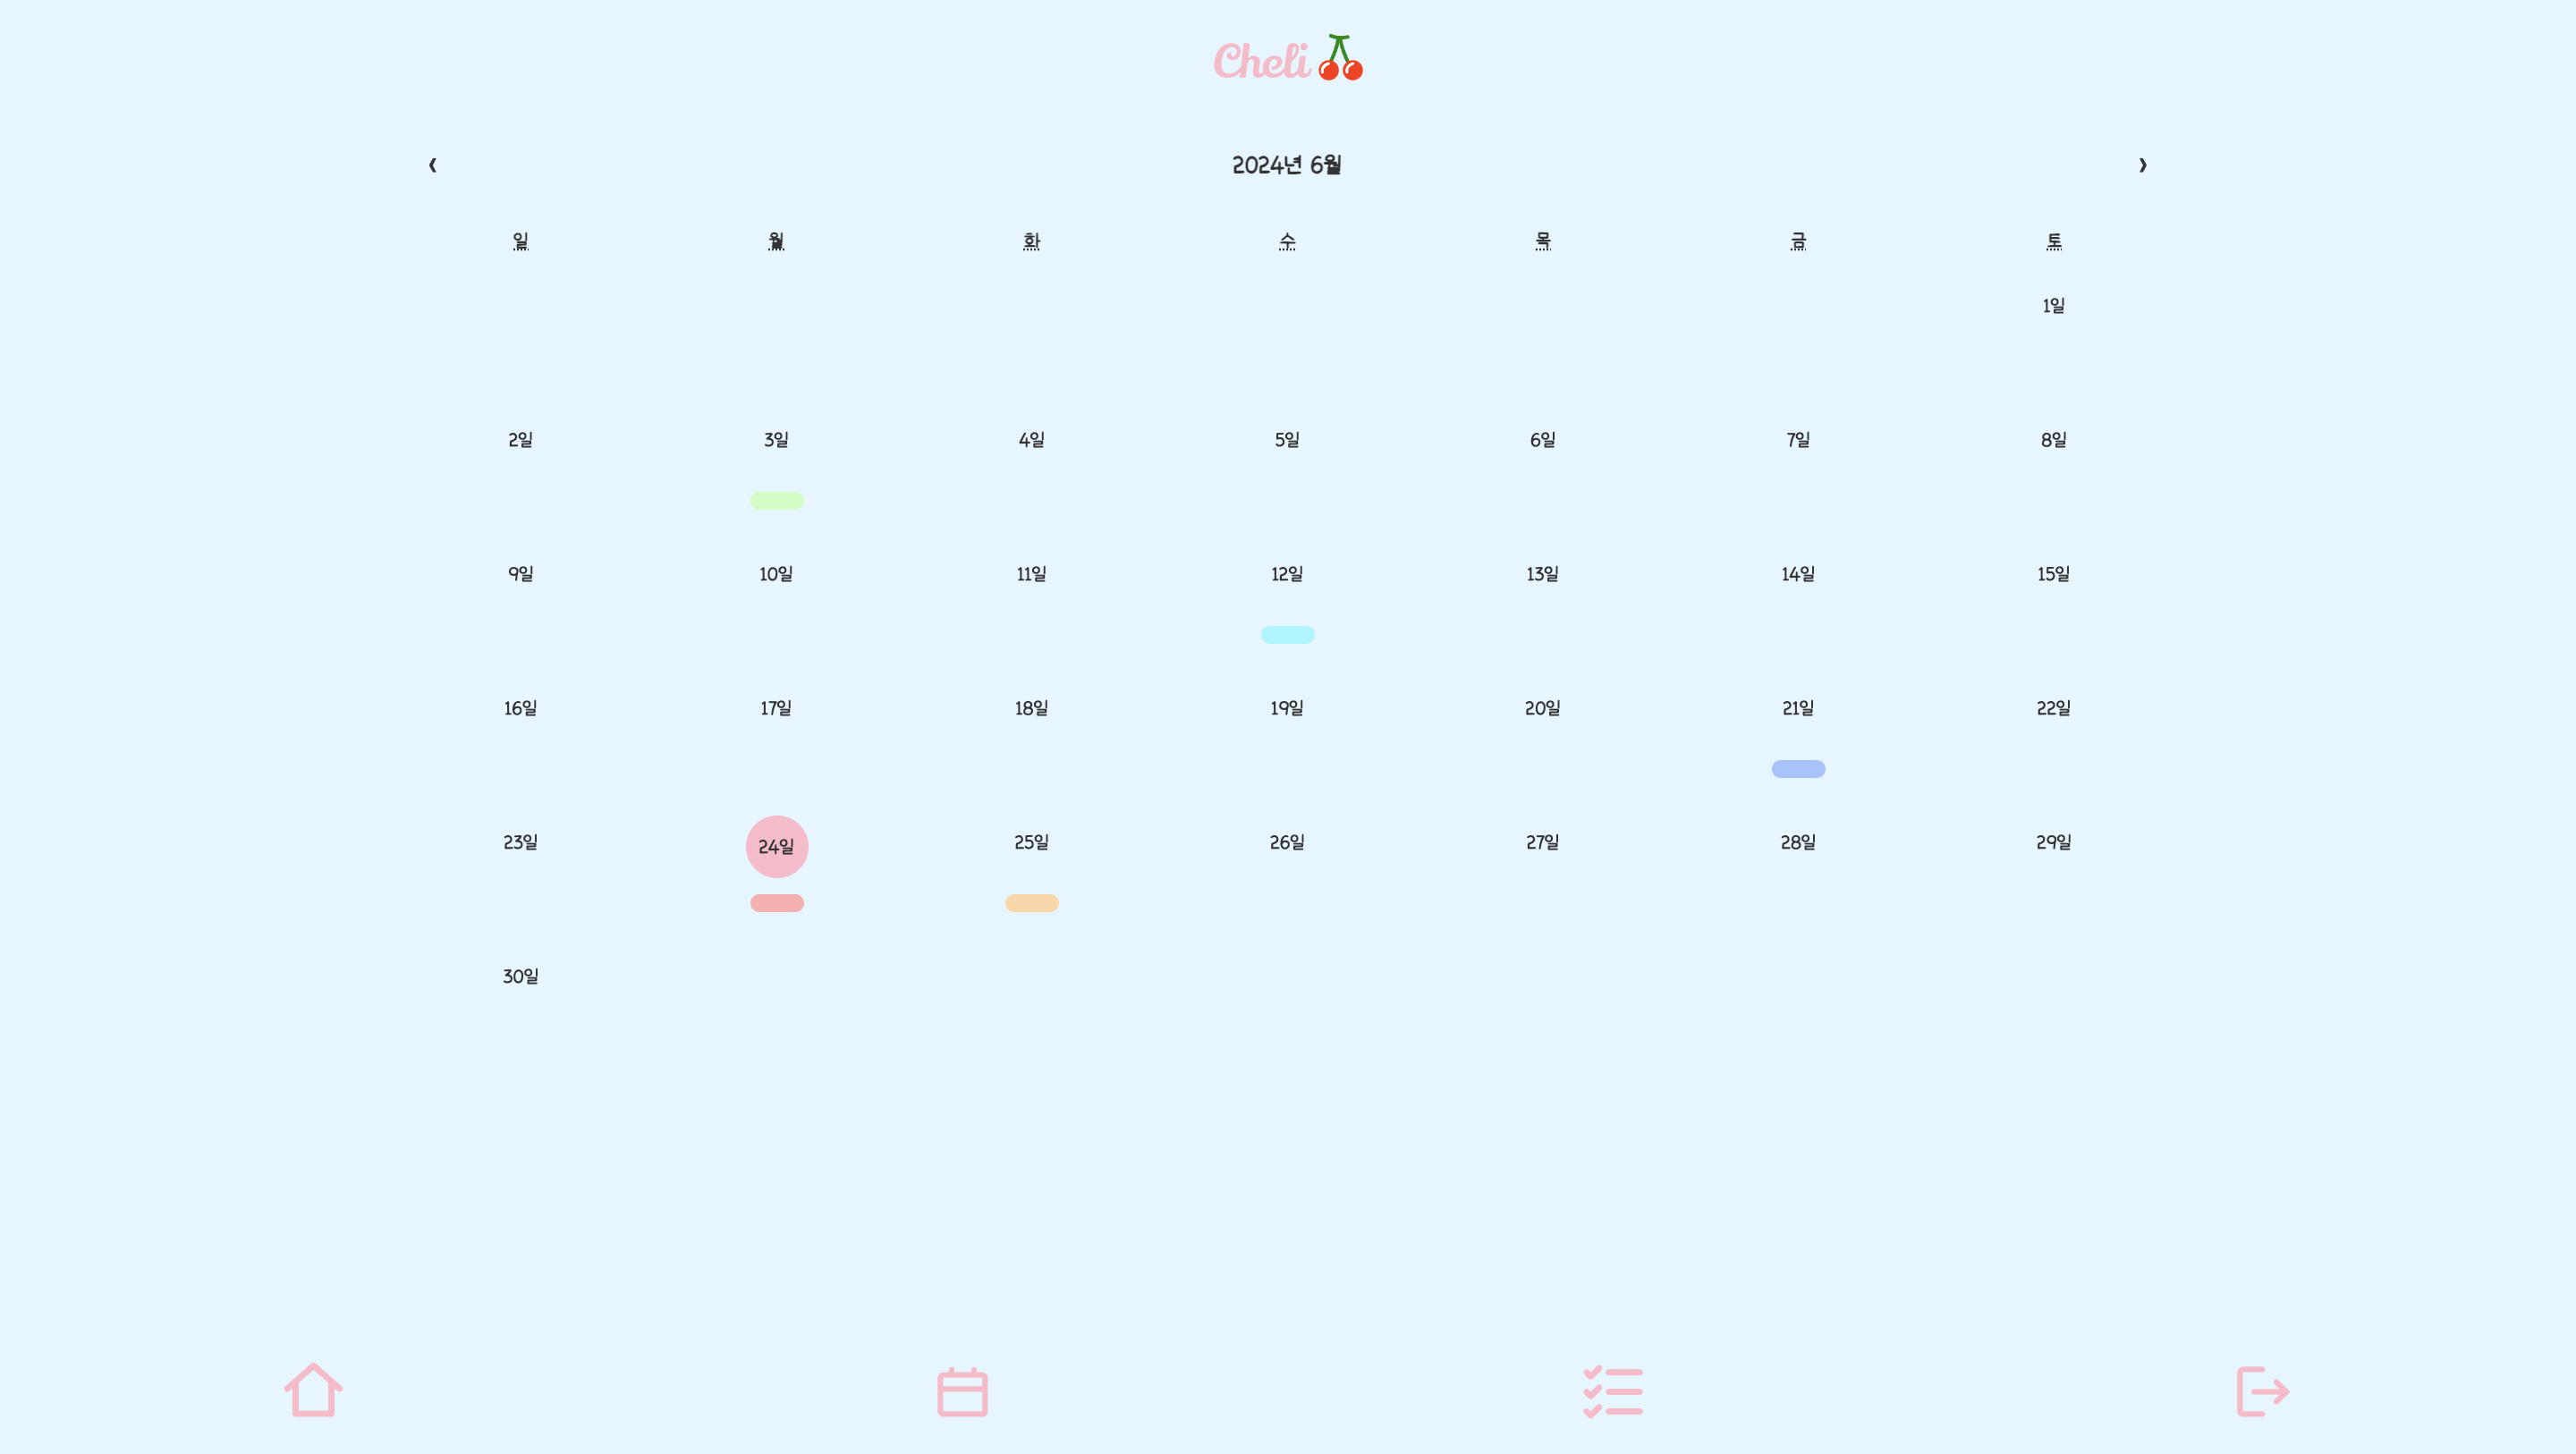 Cheli
‹ 2024년 6월 ›
일 월 화 수 목 금 토
1일
2일 3일 4일 5일 6일 7일 8일
9일 10일 11일 12일 13일 14일 15일
16일 17일 18일 19일 20일 21일 22일
23일 24일 25일 26일 27일 28일 29일
30일